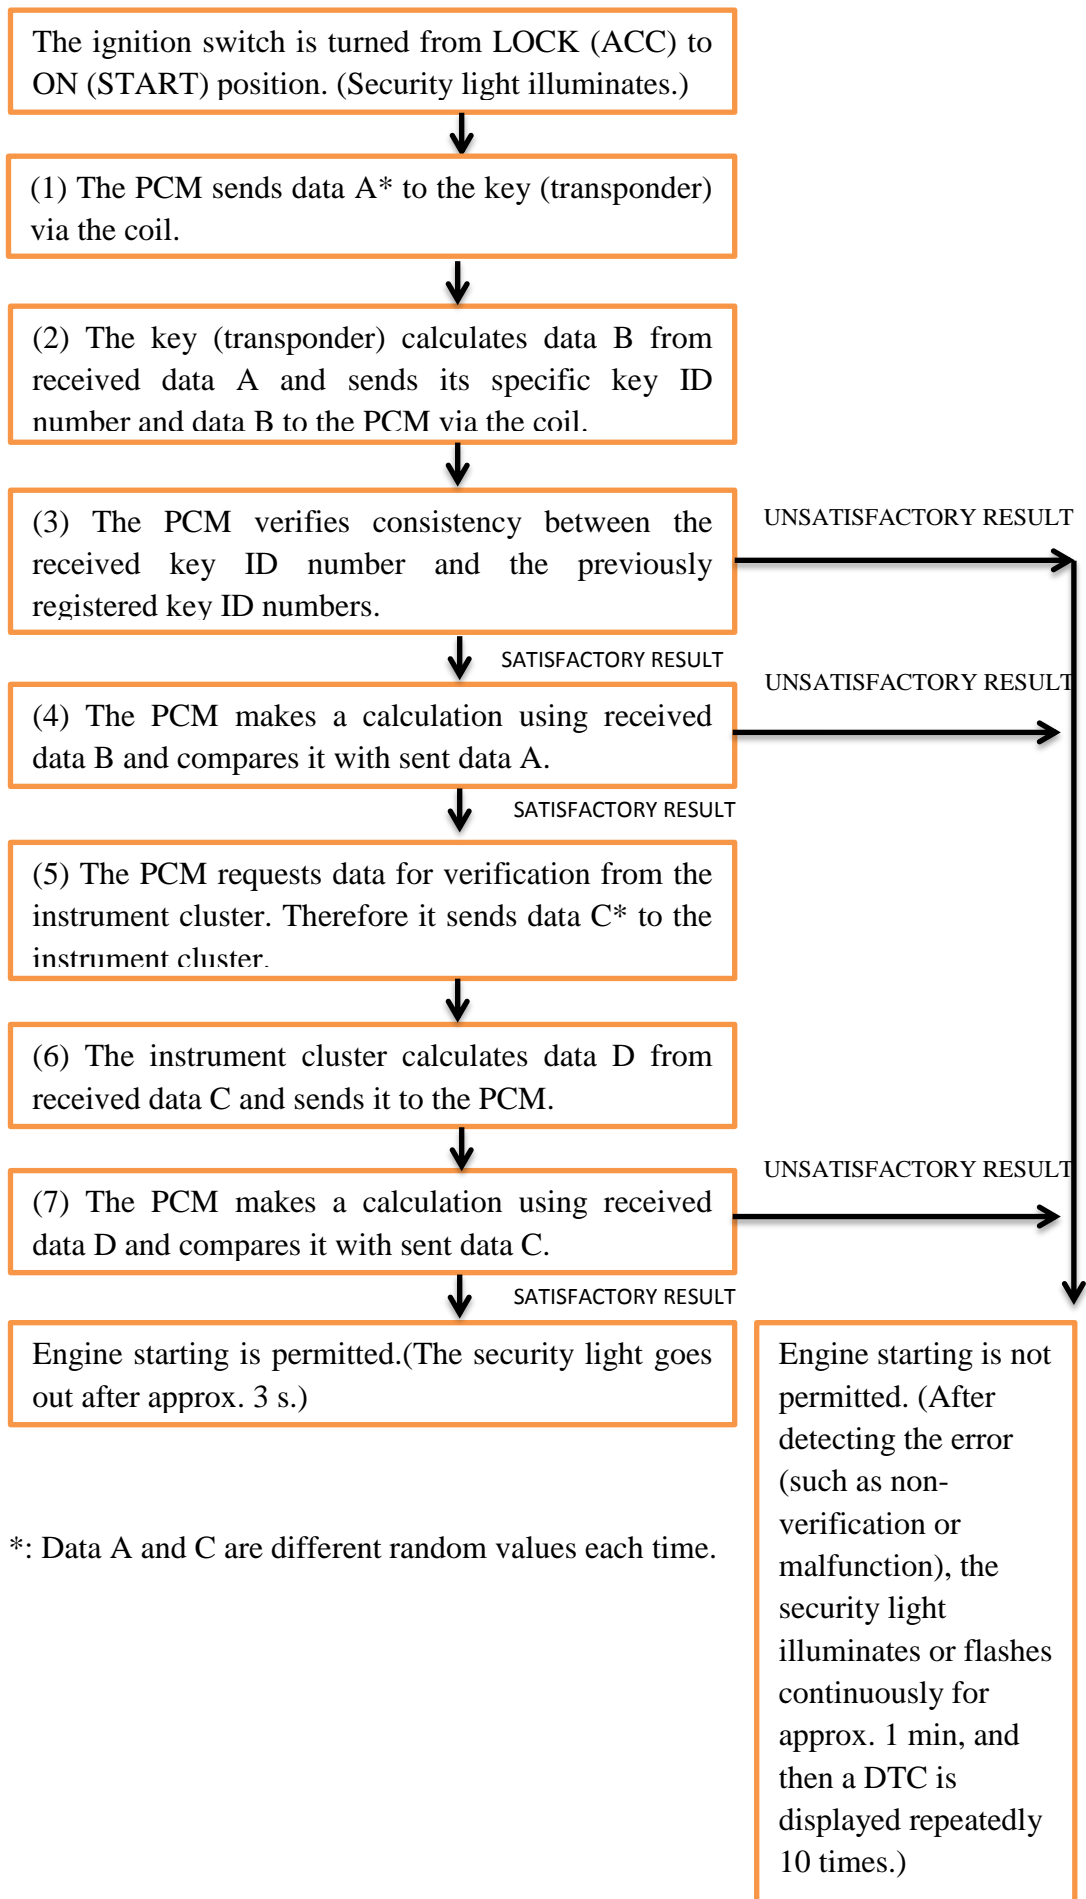 The ignition switch is turned from LOCK (ACC) to
ON (START) position. (Security light illuminates.)
(1) The PCM sends data A* to the key (transponder)
via the coil.
(2) The key (transponder) calculates data B from
received data A and sends its specific key ID
number and data B to the PCM via the coil.
(3) The PCM verifies consistency between the
received key ID number and the previously
registered key ID numbers.
UNSATISFACTORY RESULT
SATISFACTORY RESULT
UNSATISFACTORY RESULT
(4) The PCM makes a calculation using received
data B and compares it with sent data A.
SATISFACTORY RESULT
(5) The PCM requests data for verification from the
instrument cluster. Therefore it sends data C* to the
instrument cluster.
(6) The instrument cluster calculates data D from
received data C and sends it to the PCM.
UNSATISFACTORY RESULT
(7) The PCM makes a calculation using received
data D and compares it with sent data C.
SATISFACTORY RESULT
Engine starting is permitted.(The security light goes
out after approx. 3 s.)
Engine starting is not
permitted. (After
detecting the error
(such as non-
verification or
malfunction), the
security light
illuminates or flashes
continuously for
approx. 1 min, and
then a DTC is
displayed repeatedly
10 times.)
*: Data A and C are different random values each time.